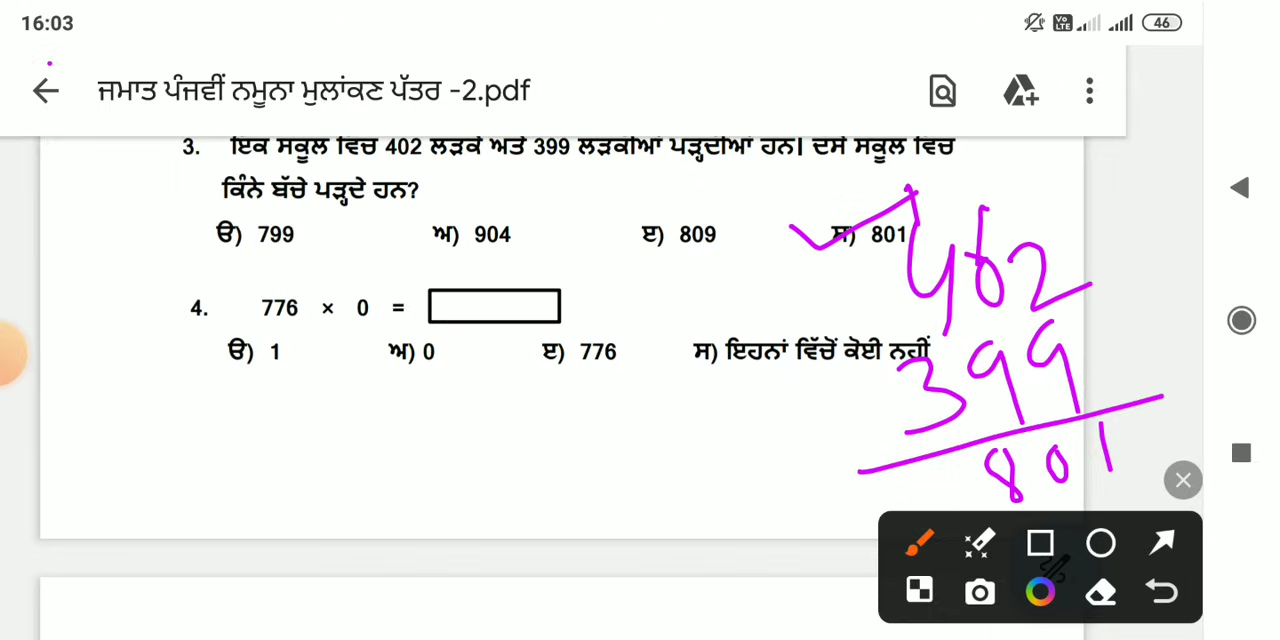 16:03
Vo LTE 46
ਜਮਾਤ ਪੰਜਵੀਂ ਨਮੂਨਾ ਮੁਲਾਂਕਣ ਪੱਤਰ -2.pdf
3. ਇਕ ਸਕੂਲ ਵਿਚ 402 ਲੜਕੇ ਅਤੇ 399 ਲੜਕੀਆਂ ਪੜ੍ਹਦੀਆਂ ਹਨ। ਦਸੋ ਸਕੂਲ ਵਿਚ
ਕਿੰਨੇ ਬੱਚੇ ਪੜ੍ਹਦੇ ਹਨ?
ੳ) 799 ਅ) 904 ੲ) 809 ਸ) 801
402
4. 776 × 0 =
ੳ) 1 ਅ) 0 ੲ) 776 ਸ) ਇਹਨਾਂ ਵਿੱਚੋਂ ਕੋਈ ਨਹੀਂ
399
801